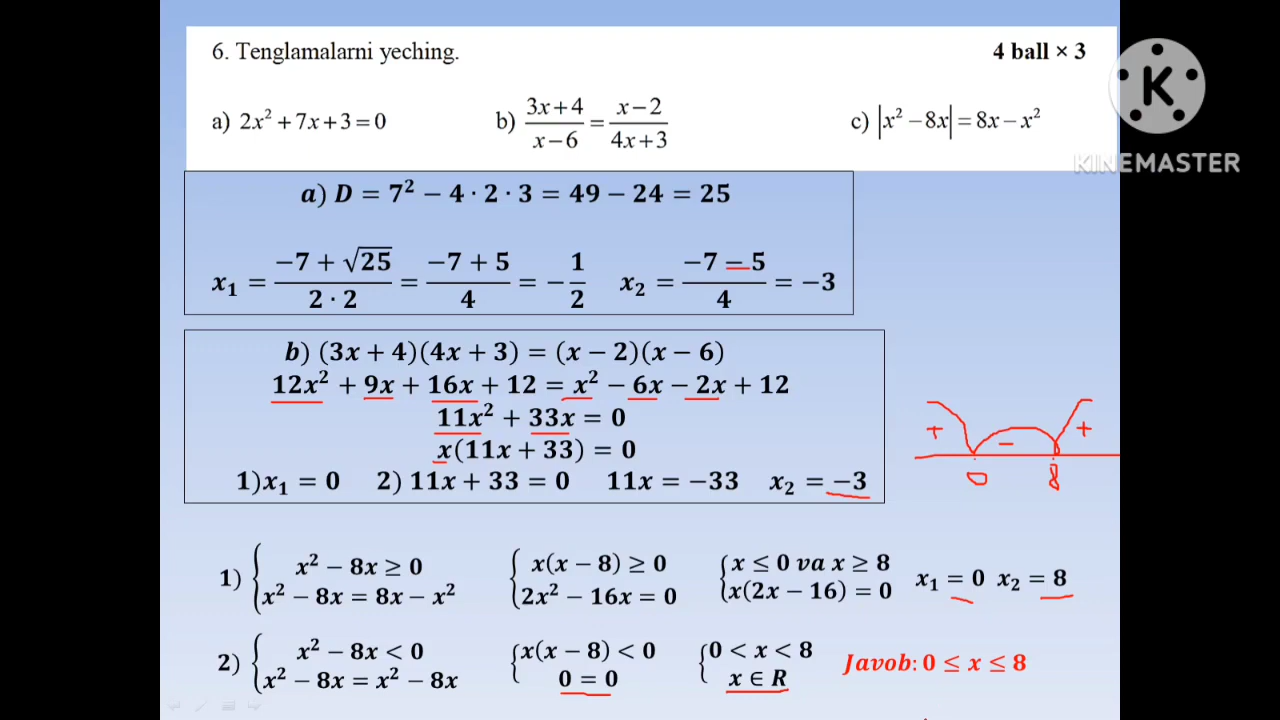 6. Tenglamalarni yeching. 4 ball × 3
a) 2x² + 7x + 3 = 0 b) (3x + 4)/(x − 6) = (x − 2)/(4x + 3) c) |x² − 8x| = 8x − x²
K
KINEMASTER
a) D = 7² − 4 · 2 · 3 = 49 − 24 = 25
x₁ = (−7 + √25)/(2 · 2) = (−7 + 5)/4 = −1/2 x₂ = (−7 − 5)/4 = −3
b) (3x + 4)(4x + 3) = (x − 2)(x − 6)
12x² + 9x + 16x + 12 = x² − 6x − 2x + 12
11x² + 33x = 0
x(11x + 33) = 0
1)x₁ = 0 2) 11x + 33 = 0 11x = −33 x₂ = −3
+ − +
0 8
1) { x² − 8x ≥ 0 { x(x − 8) ≥ 0 { x ≤ 0 va x ≥ 8 x₁ = 0 x₂ = 8
x² − 8x = 8x − x² 2x² − 16x = 0 x(2x − 16) = 0
2) { x² − 8x < 0 { x(x − 8) < 0 { 0 < x < 8 Javob: 0 ≤ x ≤ 8
x² − 8x = x² − 8x 0 = 0 x ∈ R